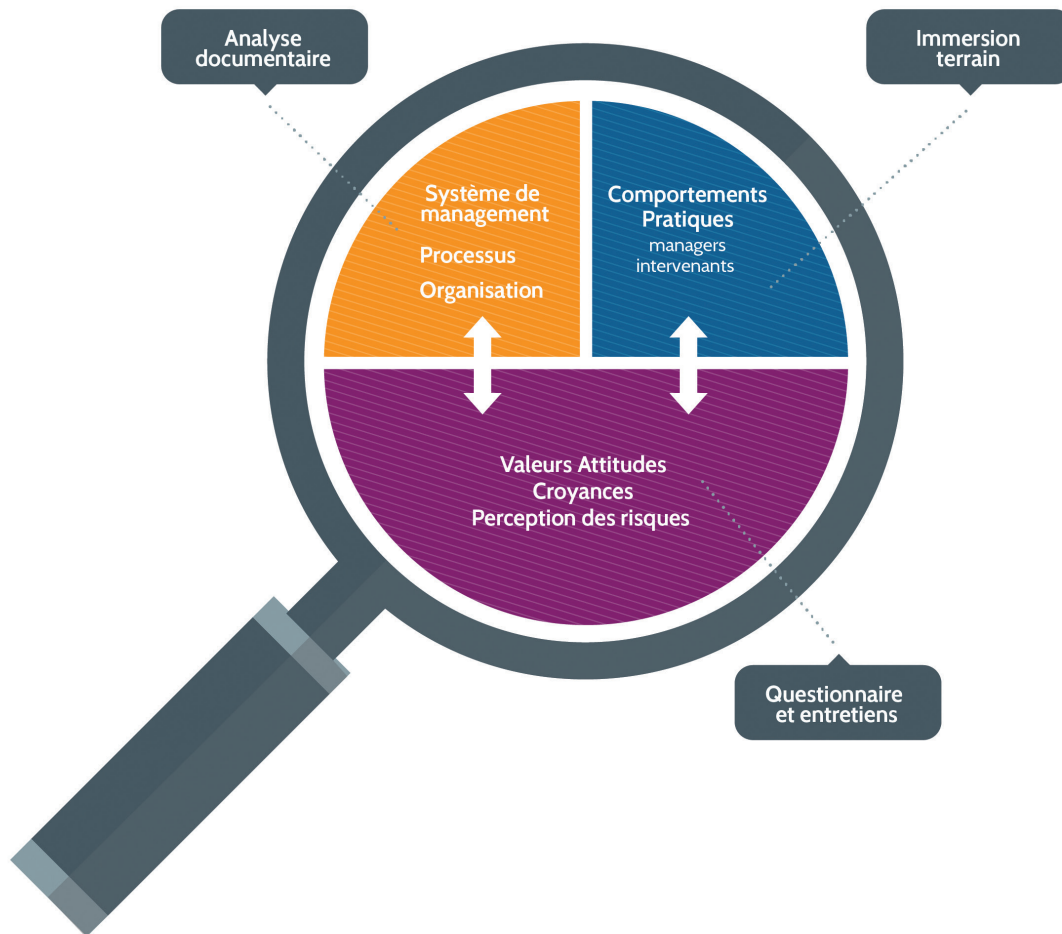 Analyse
documentaire
Immersion
terrain
Système de
management
Processus
Organisation
Comportements
Pratiques
managers
intervenants
Valeurs Attitudes
Croyances
Perception des risques
Questionnaire
et entretiens